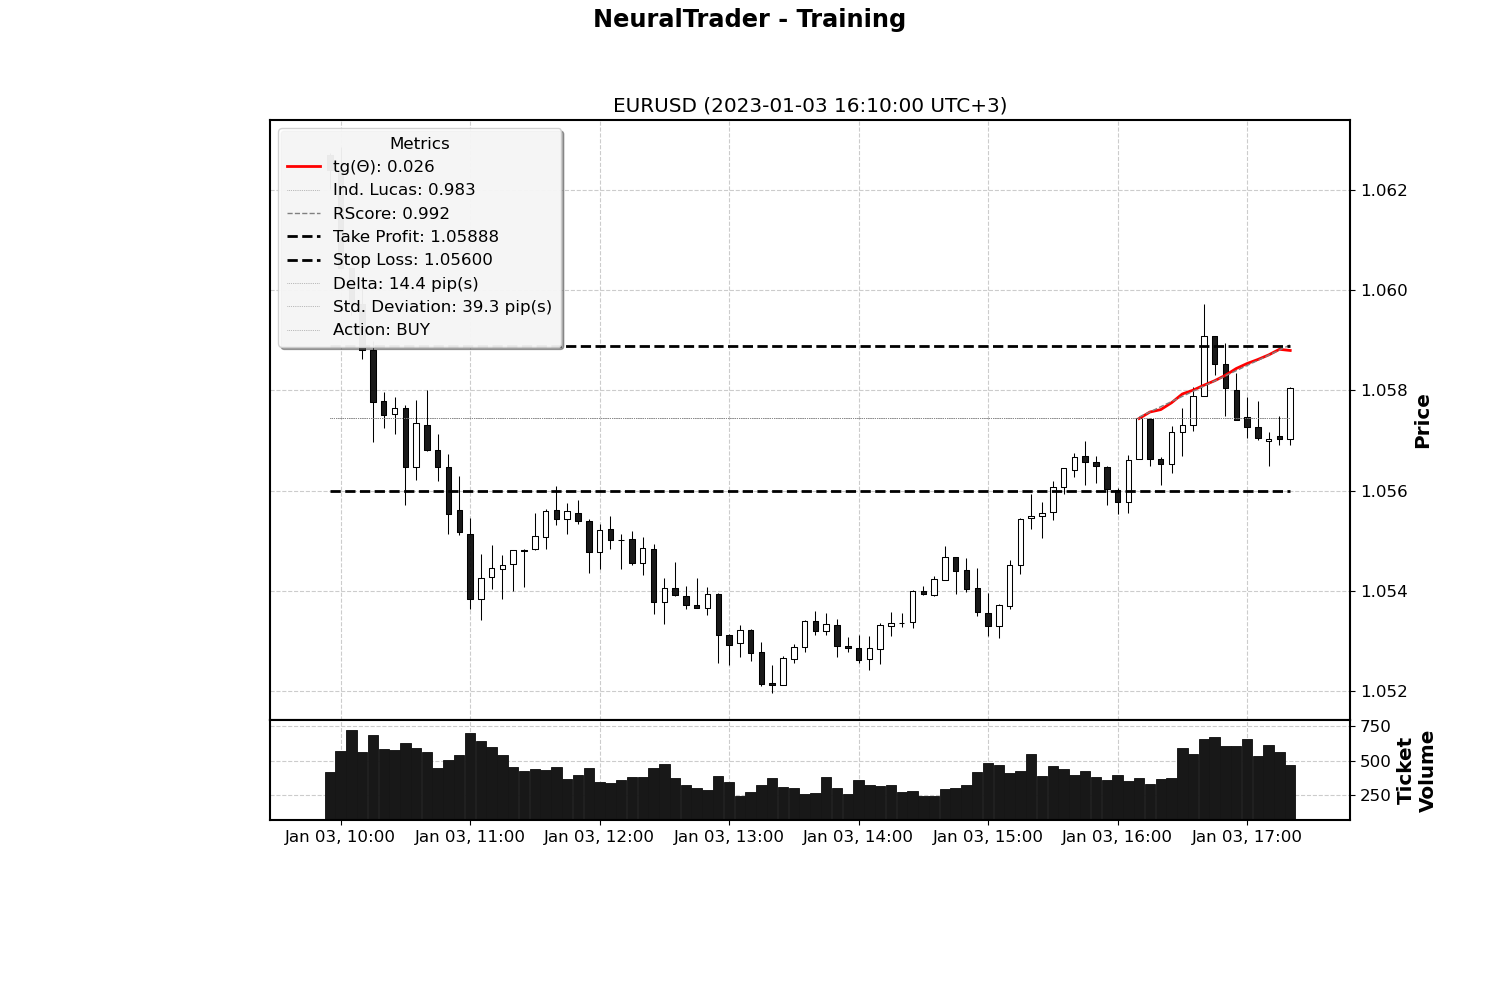 NeuralTrader - Training
EURUSD (2023-01-03 16:10:00 UTC+3)
Metrics
tg(Θ): 0.026
Ind. Lucas: 0.983
RScore: 0.992
Take Profit: 1.05888
Stop Loss: 1.05600
Delta: 14.4 pip(s)
Std. Deviation: 39.3 pip(s)
Action: BUY
1.062
1.060
1.058
1.056
1.054
1.052
Price
750
500
250
Ticket
Volume
Jan 03, 10:00 Jan 03, 11:00 Jan 03, 12:00 Jan 03, 13:00 Jan 03, 14:00 Jan 03, 15:00 Jan 03, 16:00 Jan 03, 17:00